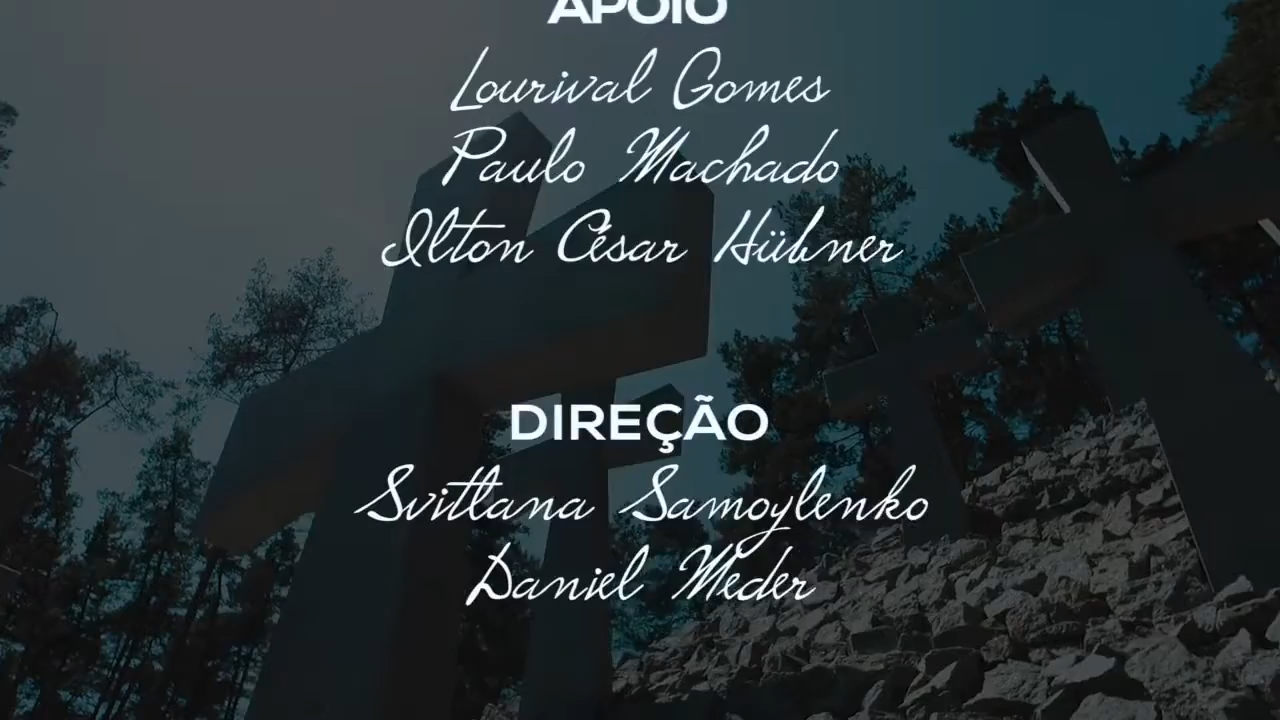 APOIO
Lourival Gomes
Paulo Machado
Ilton César Hübner
DIREÇÃO
Svitlana Samoylenko
Daniel Meder